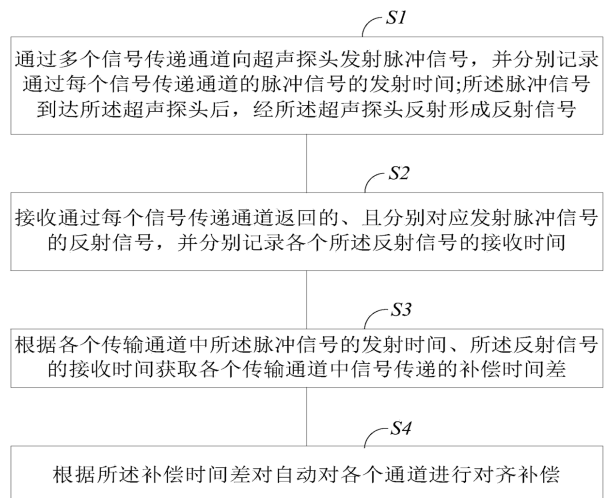 S1
通过多个信号传递通道向超声探头发射脉冲信号，并分别记录
通过每个信号传递通道的脉冲信号的发射时间;所述脉冲信号
到达所述超声探头后，经所述超声探头反射形成反射信号
S2
接收通过每个信号传递通道返回的、且分别对应发射脉冲信号
的反射信号，并分别记录各个所述反射信号的接收时间
S3
根据各个传输通道中所述脉冲信号的发射时间、所述反射信号
的接收时间获取各个传输通道中信号传递的补偿时间差
S4
根据所述补偿时间差对自动对各个通道进行对齐补偿